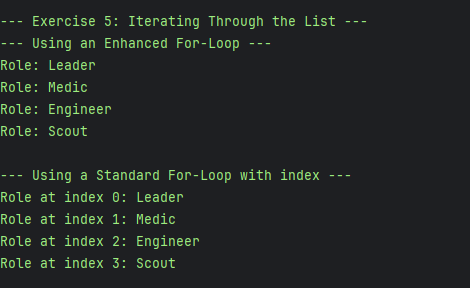 --- Exercise 5: Iterating Through the List ---
--- Using an Enhanced For-Loop ---
Role: Leader
Role: Medic
Role: Engineer
Role: Scout
--- Using a Standard For-Loop with index ---
Role at index 0: Leader
Role at index 1: Medic
Role at index 2: Engineer
Role at index 3: Scout